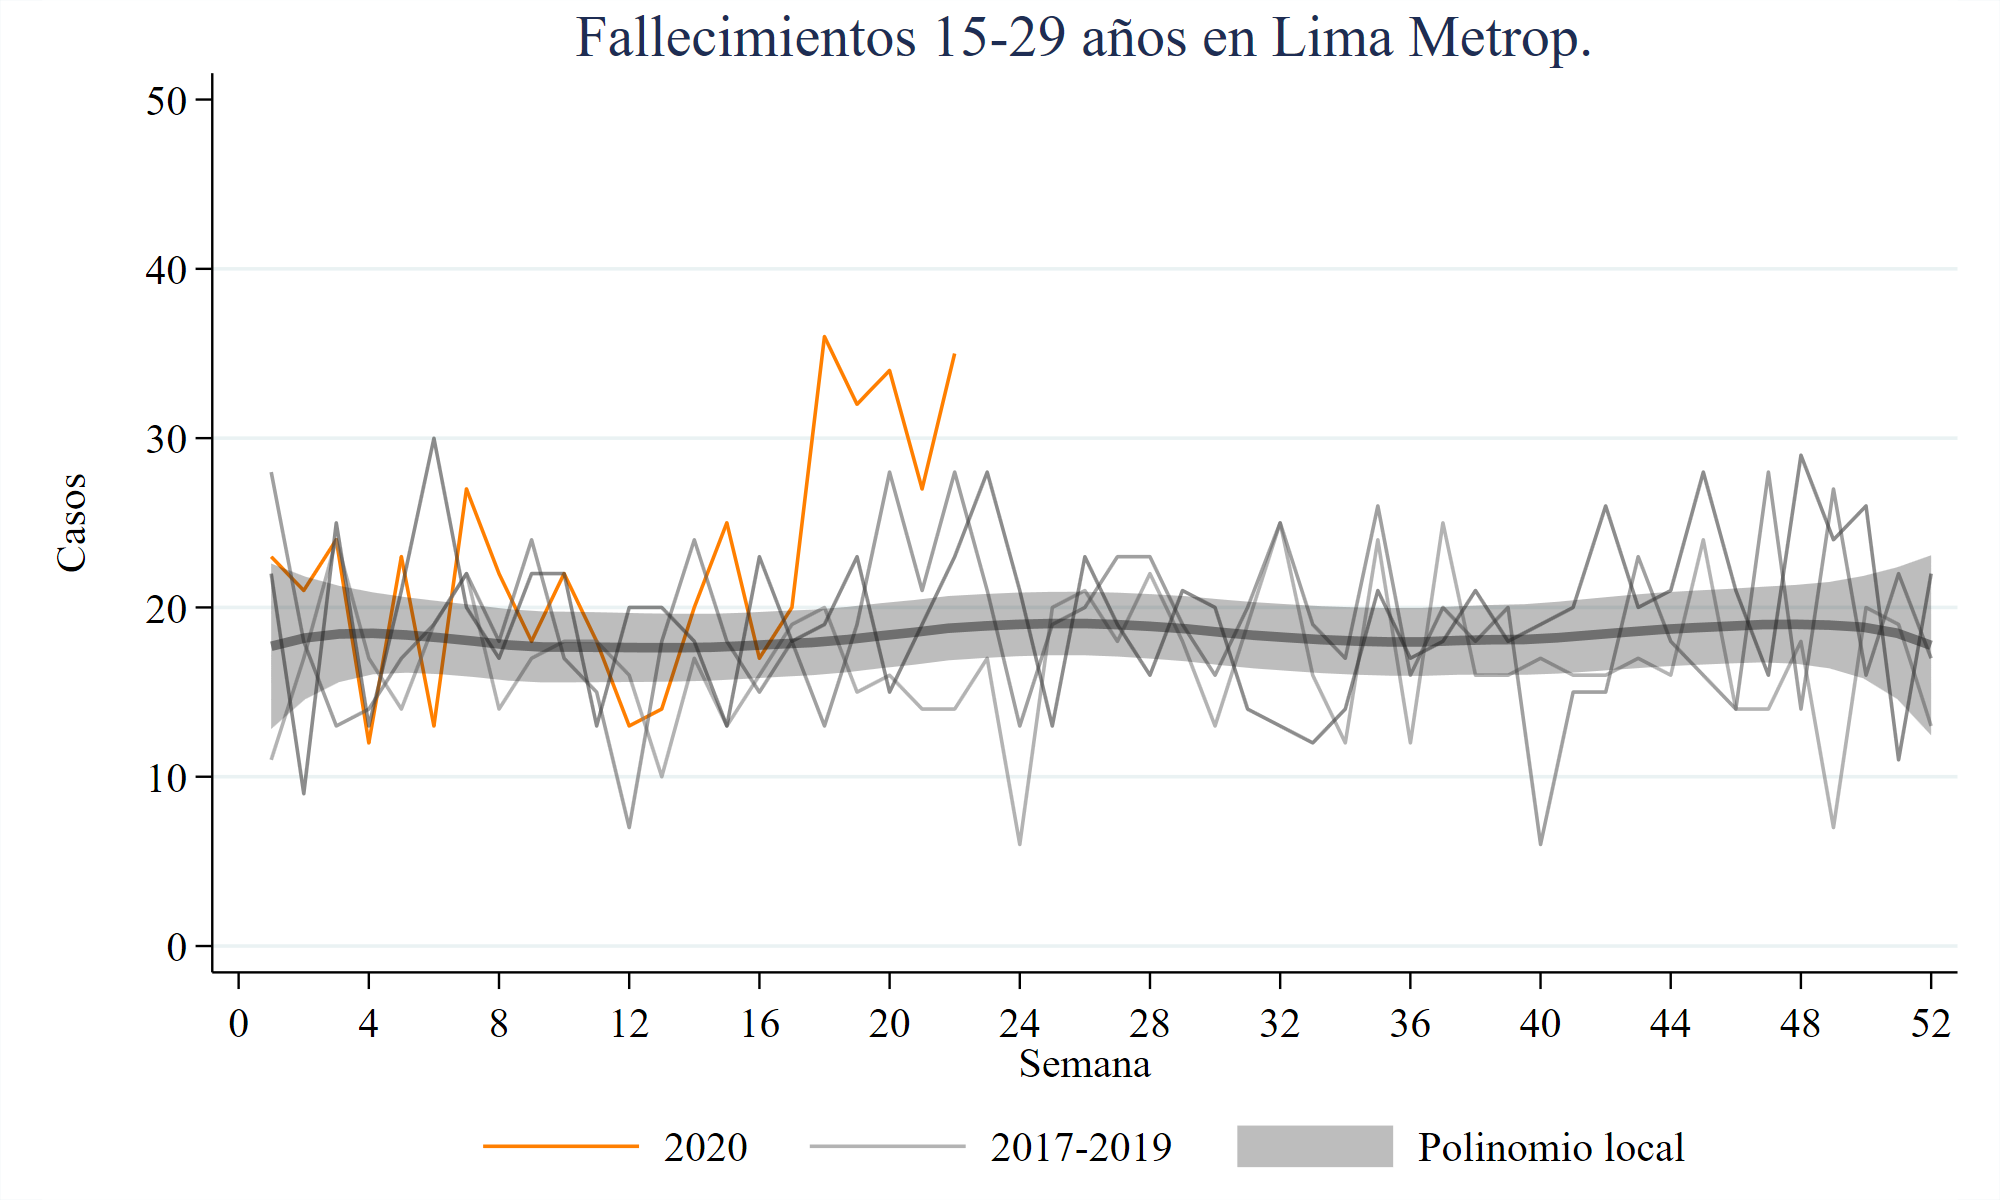 Fallecimientos 15-29 años en Lima Metrop.
50
40
30
20
10
0
Casos
0 4 8 12 16 20 24 28 32 36 40 44 48 52
Semana
2020 2017-2019 Polinomio local